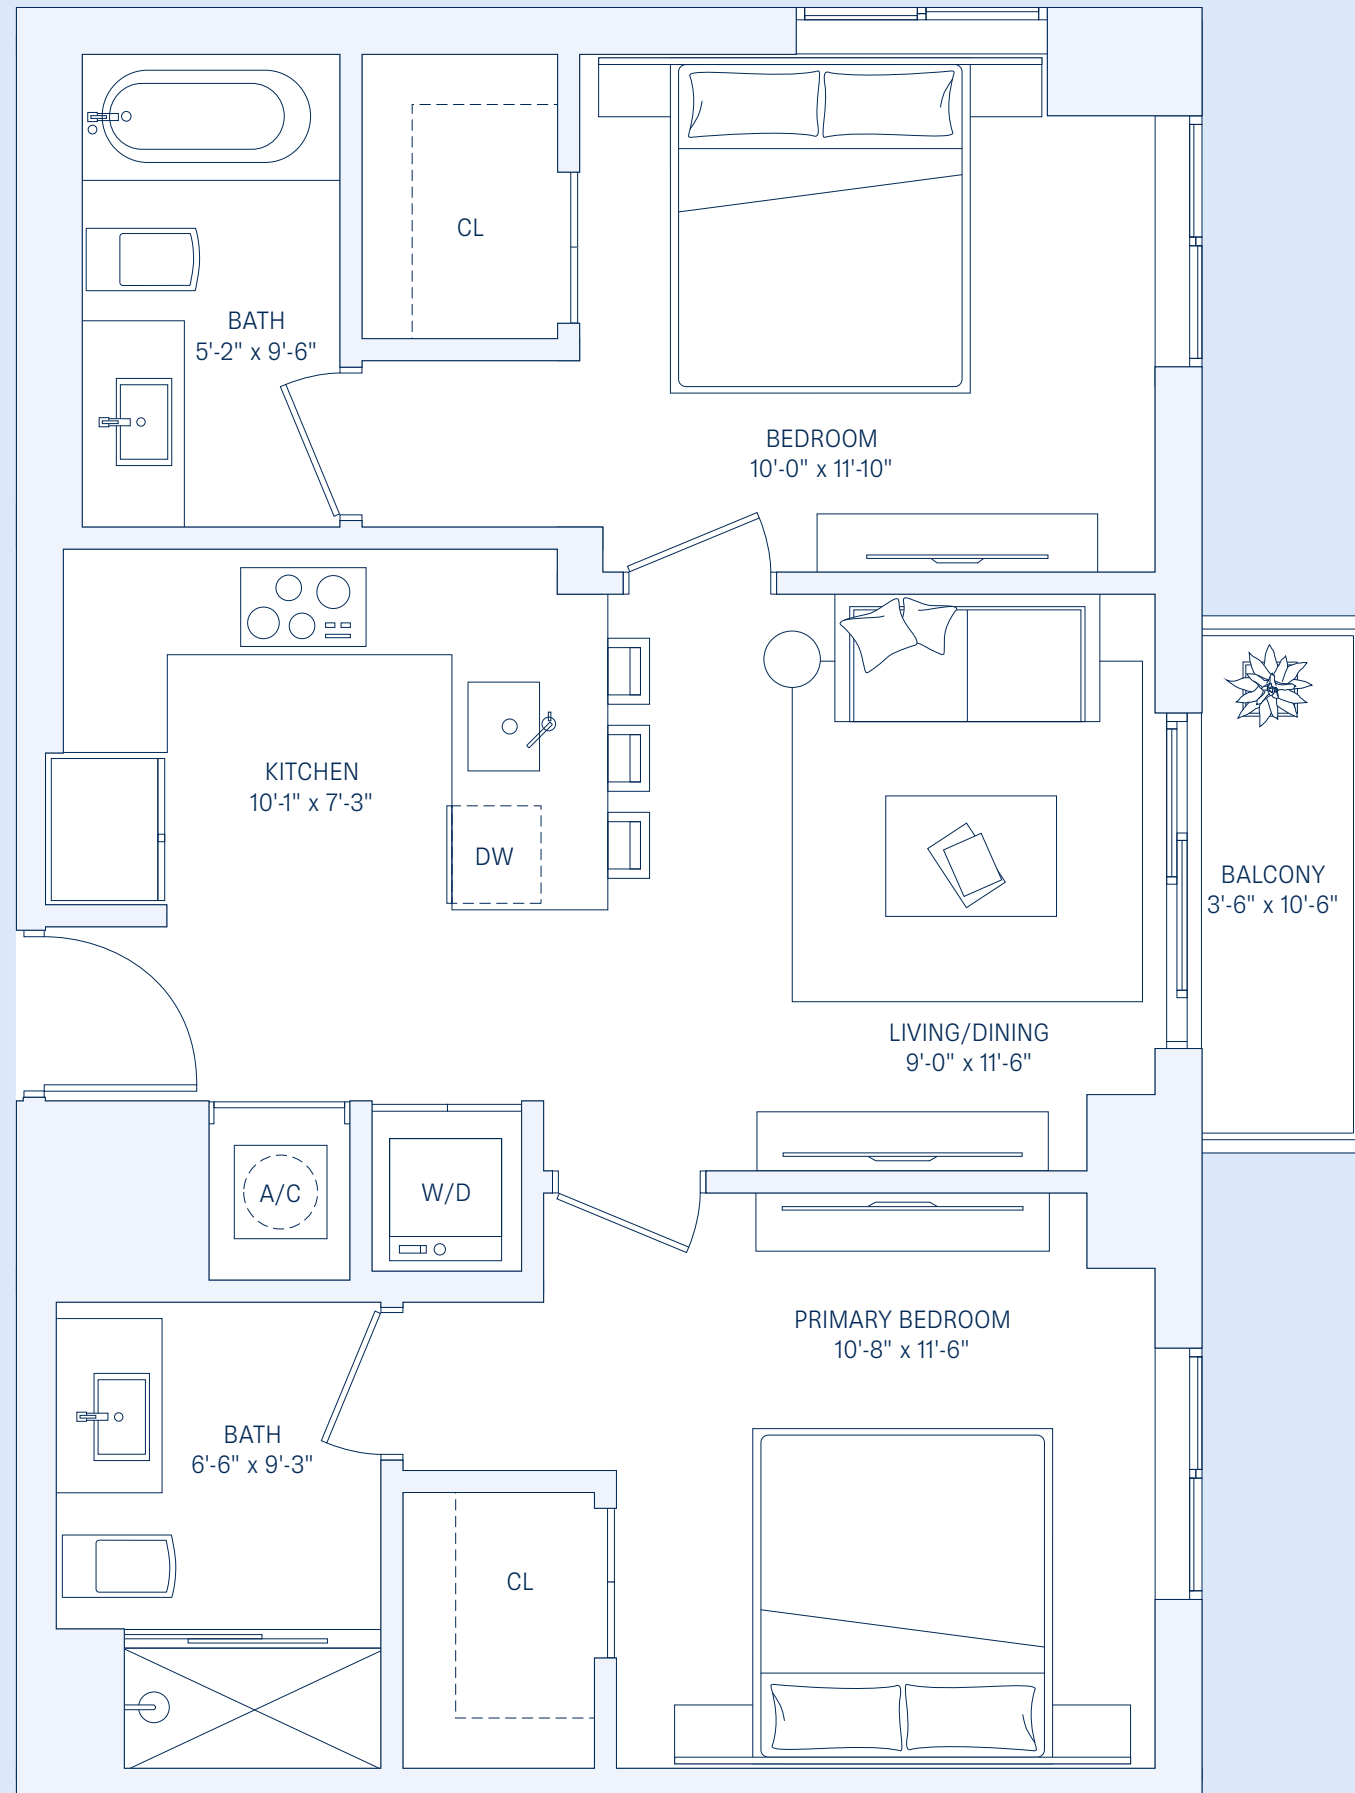 CL
BATH
5'-2" x 9'-6"
BEDROOM
10'-0" x 11'-10"
KITCHEN
10'-1" x 7'-3"
DW
BALCONY
3'-6" x 10'-6"
LIVING/DINING
9'-0" x 11'-6"
A/C
W/D
PRIMARY BEDROOM
10'-8" x 11'-6"
BATH
6'-6" x 9'-3"
CL